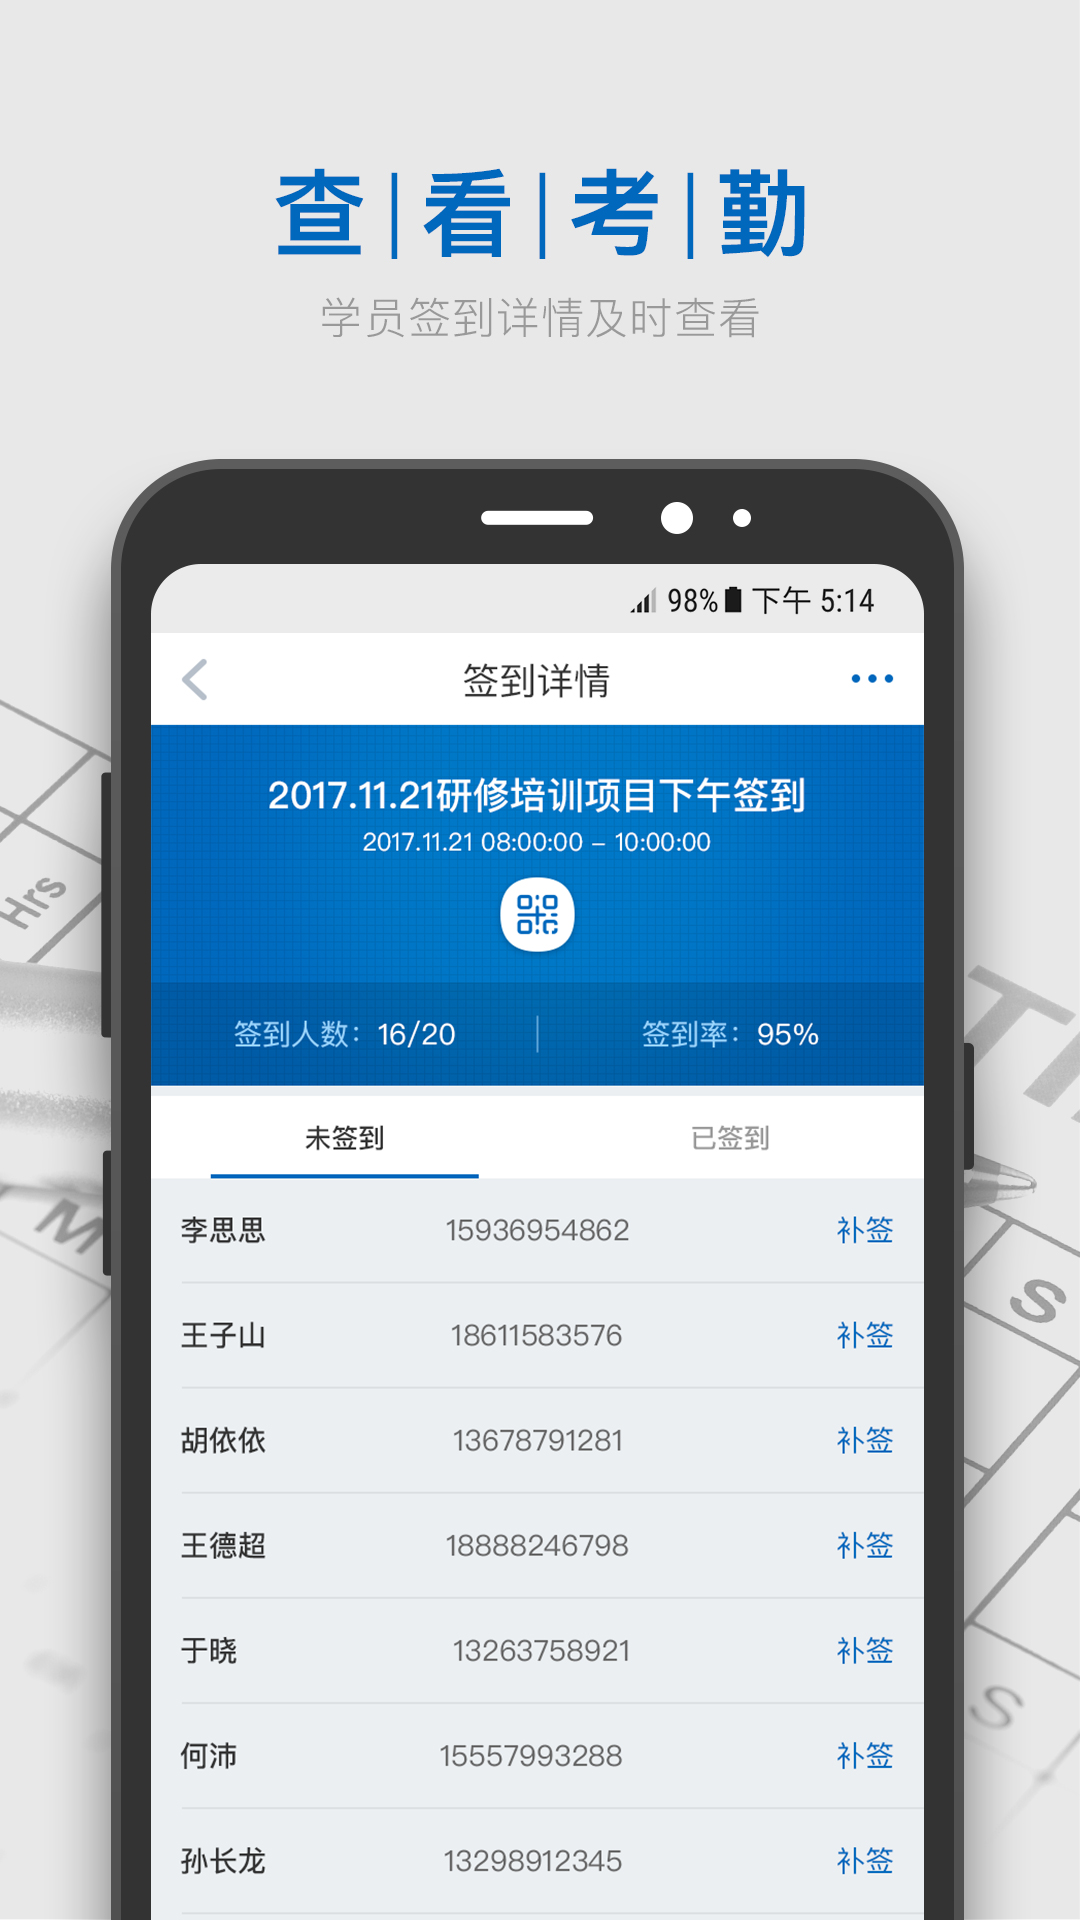 查|看|考|勤
学员签到详情及时查看
98% 下午 5:14
签到详情
2017.11.21研修培训项目下午签到
2017.11.21 08:00:00 – 10:00:00
签到人数：16/20
签到率：95%
未签到
已签到
李思思 15936954862 补签
王子山 18611583576 补签
胡依依 13678791281 补签
王德超 18888246798 补签
于晓 13263758921 补签
何沛 15557993288 补签
孙长龙 13298912345 补签
Hrs
TI
M
S
S